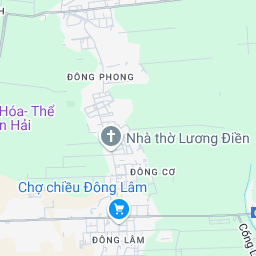 ĐÔNG PHONG
Hóa- Thể
n Hải
Nhà thờ Lương Điền
ĐÔNG CƠ
Chợ chiều Đông Lâm
Cống L
ĐÔNG LÂM